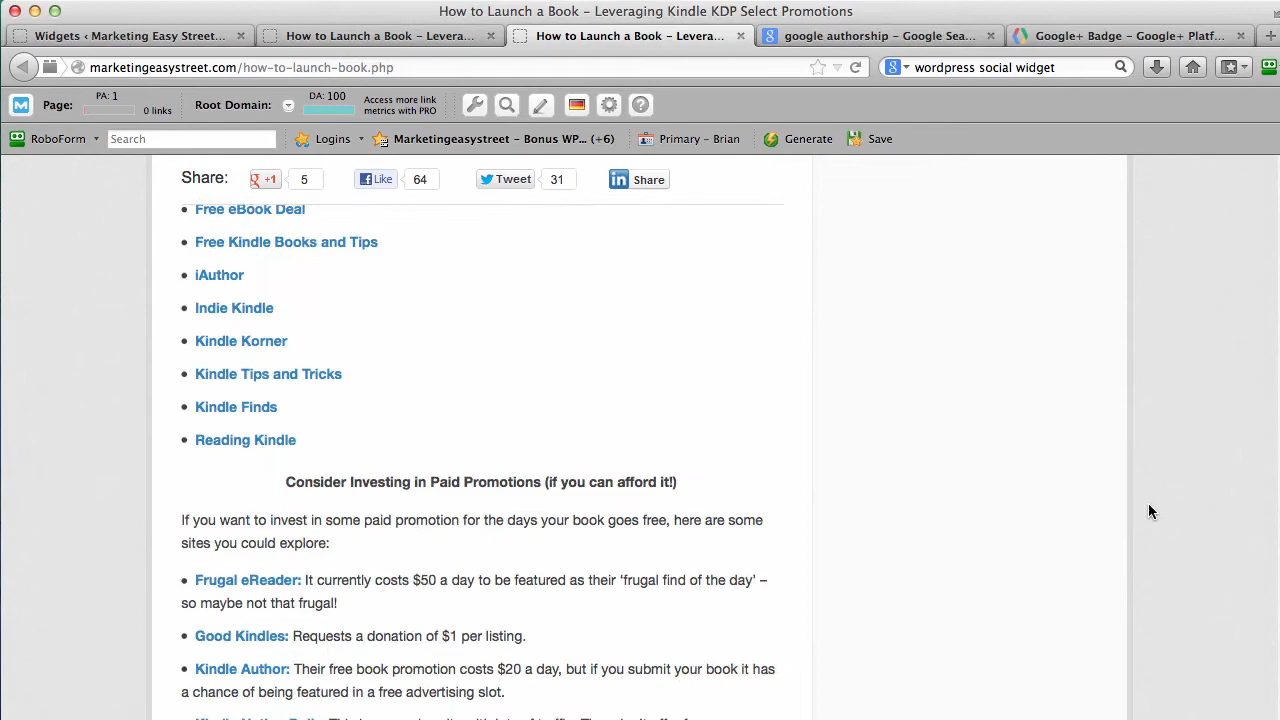 How to Launch a Book – Leveraging Kindle KDP Select Promotions
Widgets ‹ Marketing Easy Street...
How to Launch a Book – Levera...
How to Launch a Book – Levera...
google authorship – Google Sea...
Google+ Badge – Google+ Platf...
marketingeasystreet.com/how-to-launch-book.php
wordpress social widget
M
Page:
PA: 1
0 links
Root Domain:
DA: 100
Access more link
metrics with PRO
RoboForm
Search
Logins
Marketingeasystreet – Bonus WP... (+6)
Primary – Brian
Generate
Save
Share:
+1
5
Like
64
Tweet
31
in Share
• Free eBook Deal
• Free Kindle Books and Tips
• iAuthor
• Indie Kindle
• Kindle Korner
• Kindle Tips and Tricks
• Kindle Finds
• Reading Kindle
Consider Investing in Paid Promotions (if you can afford it!)
If you want to invest in some paid promotion for the days your book goes free, here are some
sites you could explore:
• Frugal eReader: It currently costs $50 a day to be featured as their ‘frugal find of the day’ –
so maybe not that frugal!
• Good Kindles: Requests a donation of $1 per listing.
• Kindle Author: Their free book promotion costs $20 a day, but if you submit your book it has
a chance of being featured in a free advertising slot.